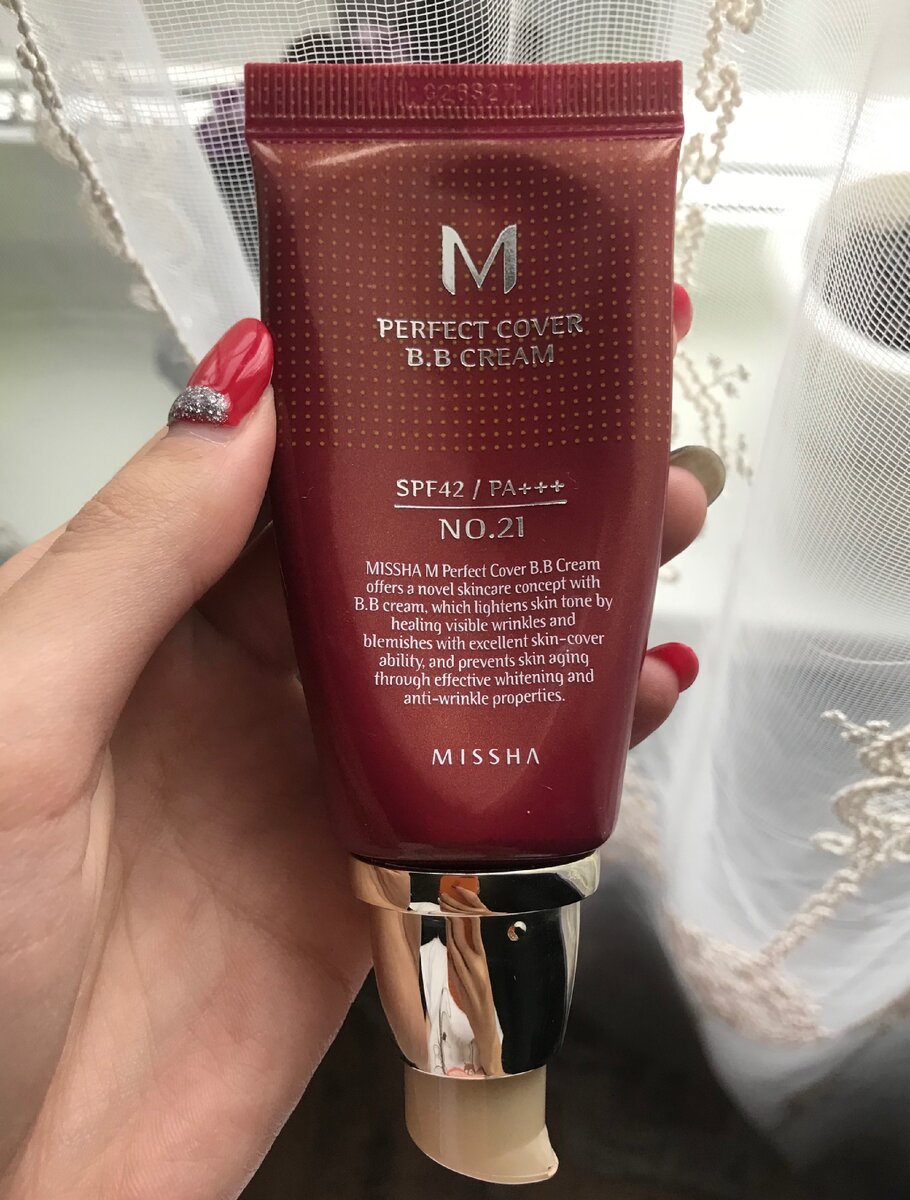 M
PERFECT COVER
B.B CREAM
SPF42 / PA+++
NO.21
MISSHA M Perfect Cover B.B Cream
offers a novel skincare concept with
B.B cream, which lightens skin tone by
healing visible wrinkles and
blemishes with excellent skin-cover
ability, and prevents skin aging
through effective whitening and
anti-wrinkle properties.
MISSHA